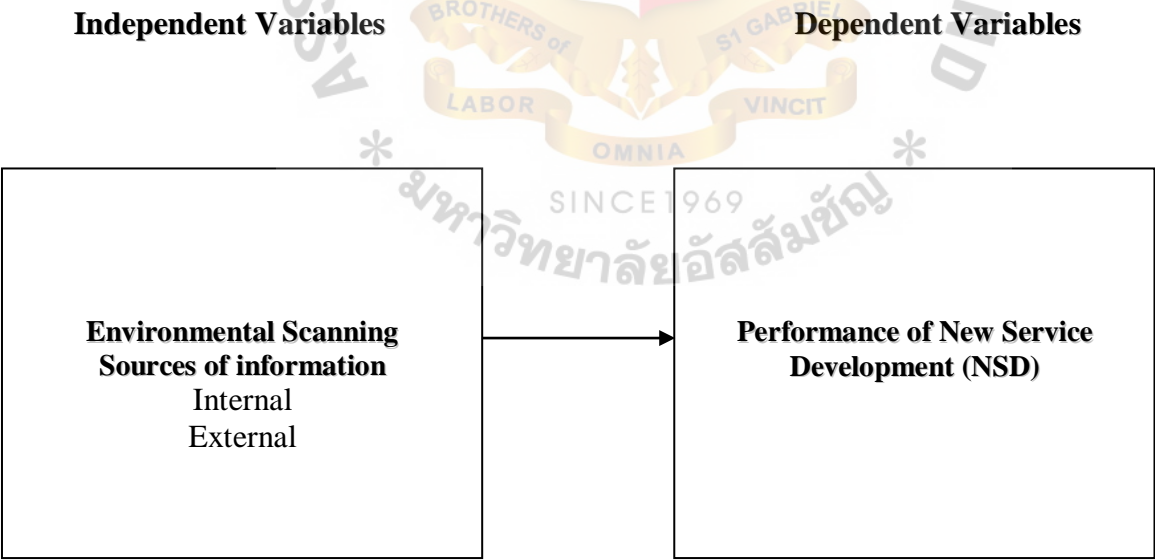 Independent Variables
Dependent Variables
BROTHERS of
ST GABRIEL
LABOR
VINCIT
OMNIA
SINCE1969
มหาวิทยาลัยอัสสัมชัญ
Environmental Scanning
Sources of information
Internal
External
Performance of New Service
Development (NSD)